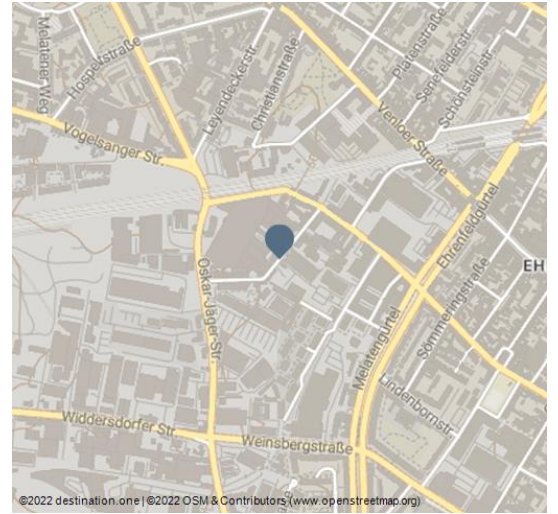 Melatener Weg
Hospeltstraße
Leyendeckerstr.
Christianstraße
Platenstraße
Senefelderstr.
Schönsteinstr.
Venloer Straße
Vogelsanger Str.
Ehrenfeldgürtel
EH
Oskar-Jäger-Str.
Sömmeringstraße
Melatengürtel
Lindenbornstr.
Widdersdorfer Str.
Weinsbergstraße
©2022 destination.one | ©2022 OSM & Contributors (www.openstreetmap.org)